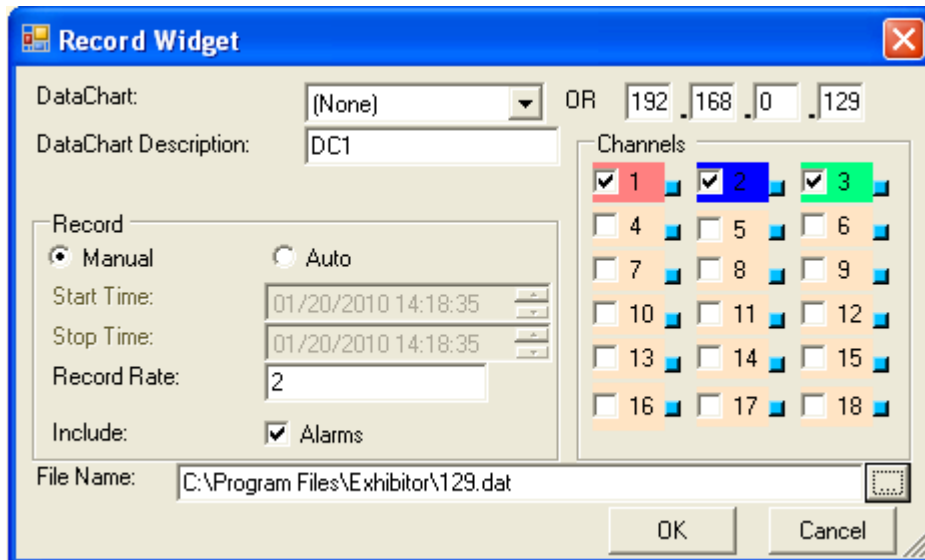 Record Widget
DataChart: (None) OR 192 . 168 . 0 . 129
DataChart Description: DC1
Channels
1 2 3
4 5 6
7 8 9
10 11 12
13 14 15
16 17 18
Record
Manual Auto
Start Time: 01/20/2010 14:18:35
Stop Time: 01/20/2010 14:18:35
Record Rate: 2
Include: Alarms
File Name: C:\Program Files\Exhibitor\129.dat ...
OK Cancel